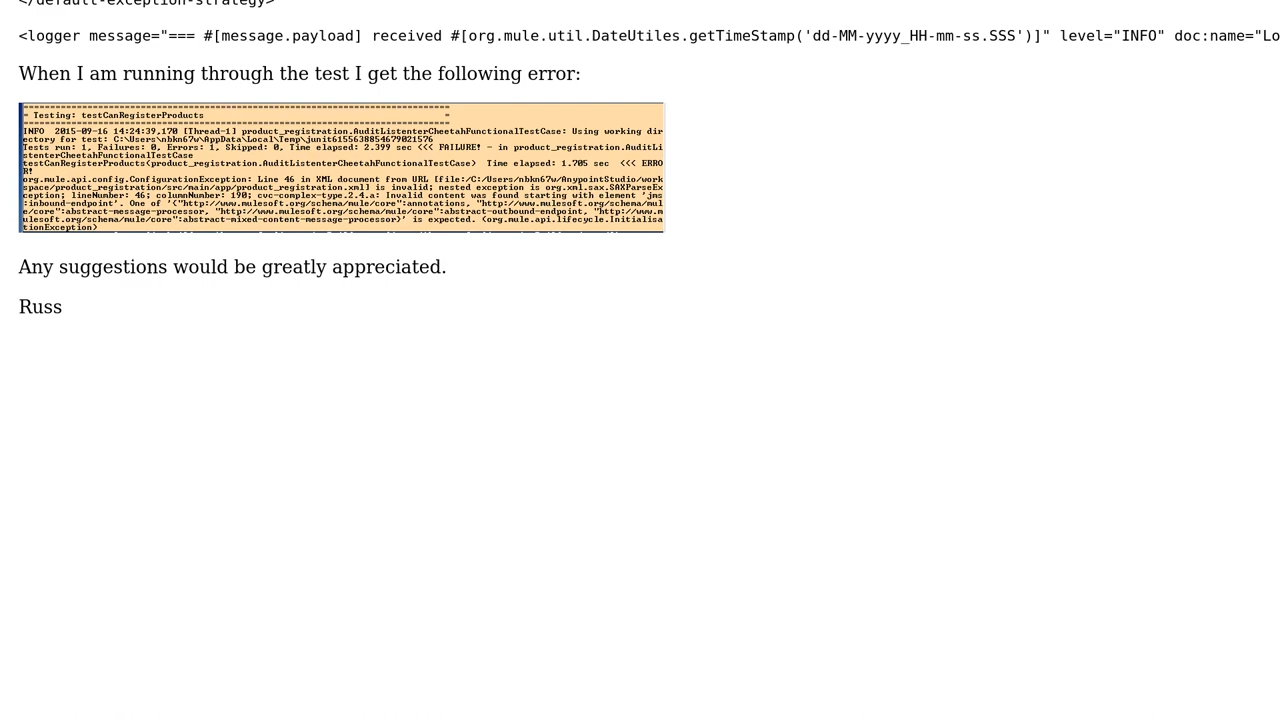 </default-exception-strategy>
<logger message="=== #[message.payload] received #[org.mule.util.DateUtiles.getTimeStamp('dd-MM-yyyy_HH-mm-ss.SSS')]" level="INFO" doc:name="Lo
When I am running through the test I get the following error:
================================================================================
= Testing: testCanRegisterProducts                                             =
================================================================================
INFO  2015-09-16 14:24:39,170 [Thread-1] product_registration.AuditListenterCheetahFunctionalTestCase: Using working dir
ectory for test: C:\Users\nbkn67w\AppData\Local\Temp\junit6155638854679021576
Tests run: 1, Failures: 0, Errors: 1, Skipped: 0, Time elapsed: 2.399 sec <<< FAILURE! - in product_registration.AuditLi
stenterCheetahFunctionalTestCase
testCanRegisterProducts(product_registration.AuditListenterCheetahFunctionalTestCase)  Time elapsed: 1.705 sec  <<< ERRO
R!
org.mule.api.config.ConfigurationException: Line 46 in XML document from URL [file:/C:/Users/nbkn67w/AnypointStudio/work
space/product_registration/src/main/app/product_registration.xml] is invalid; nested exception is org.xml.sax.SAXParseEx
ception; lineNumber: 46; columnNumber: 190; cvc-complex-type.2.4.a: Invalid content was found starting with element 'jms
:inbound-endpoint'. One of '{"http://www.mulesoft.org/schema/mule/core":annotations, "http://www.mulesoft.org/schema/mul
e/core":abstract-message-processor, "http://www.mulesoft.org/schema/mule/core":abstract-outbound-endpoint, "http://www.m
ulesoft.org/schema/mule/core":abstract-mixed-content-message-processor}' is expected. (org.mule.api.lifecycle.Initialisa
tionException)
Any suggestions would be greatly appreciated.
Russ